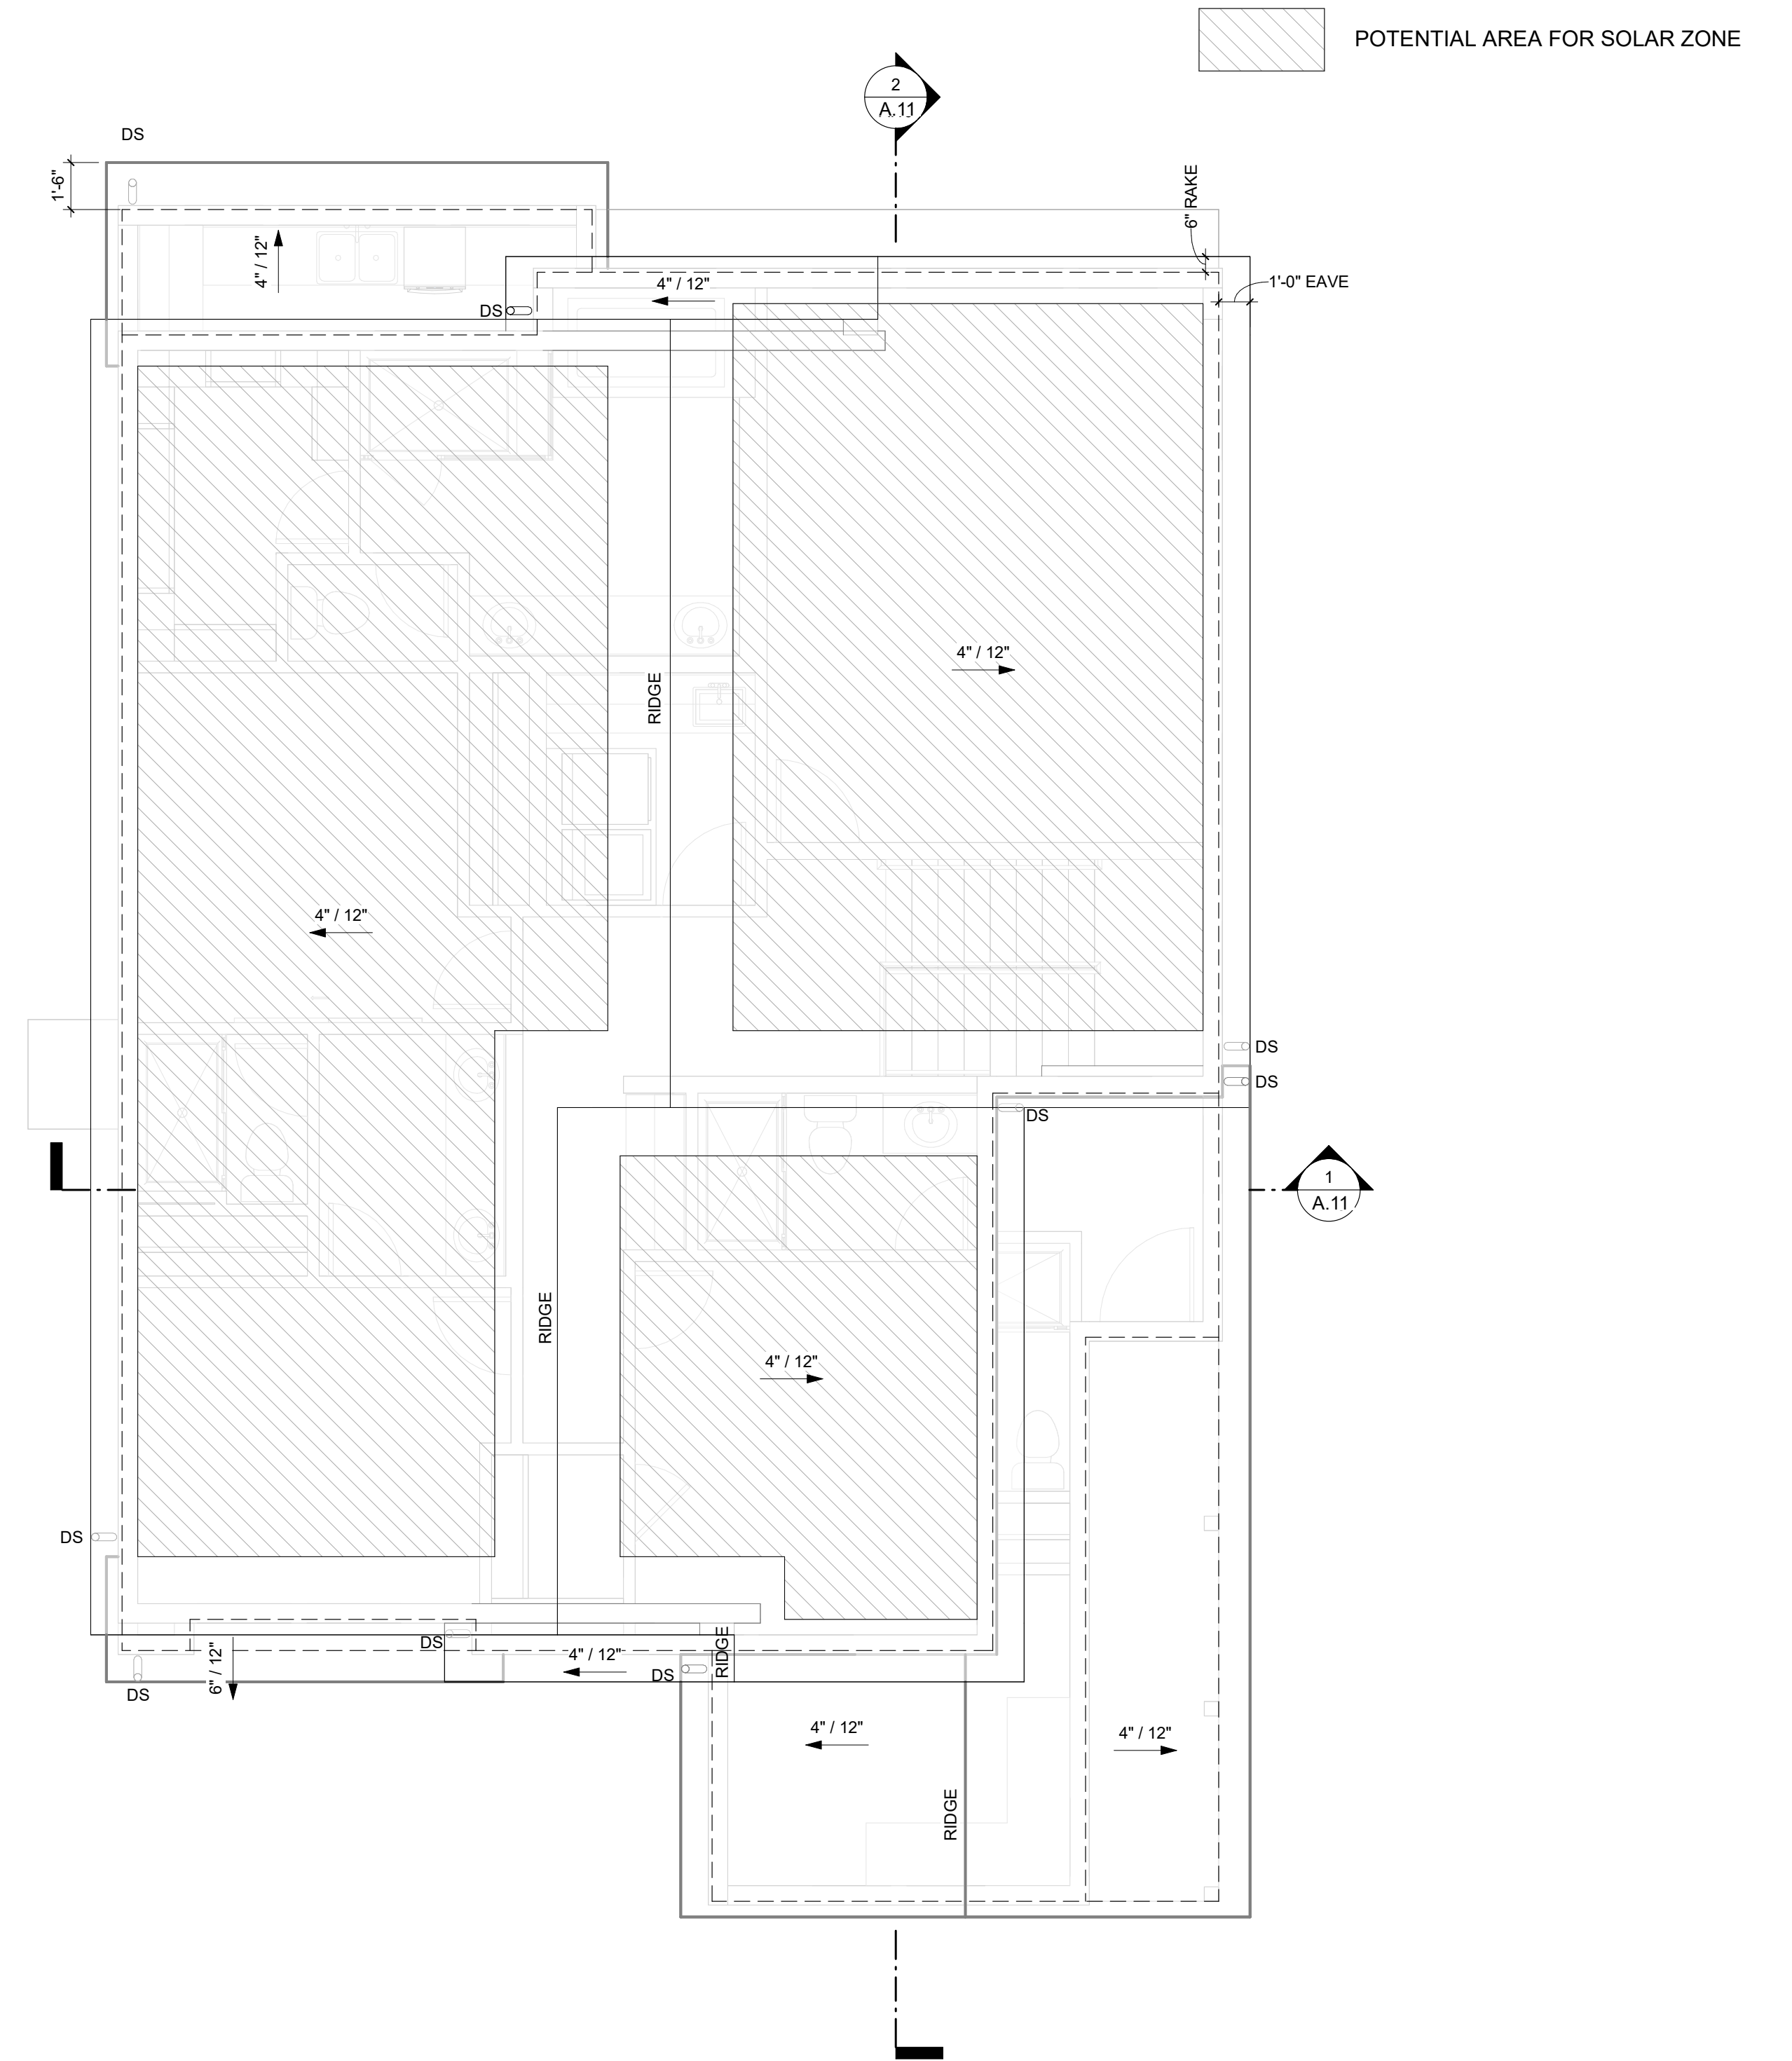 POTENTIAL AREA FOR SOLAR ZONE
2
A.11
DS
1'-6"
6" RAKE
4" / 12"
1'-0" EAVE
4" / 12"
DS
4" / 12"
RIDGE
4" / 12"
DS
DS
DS
1
A.11
RIDGE
4" / 12"
DS
DS
4" / 12"
RIDGE
6" / 12"
DS
DS
4" / 12"
4" / 12"
RIDGE